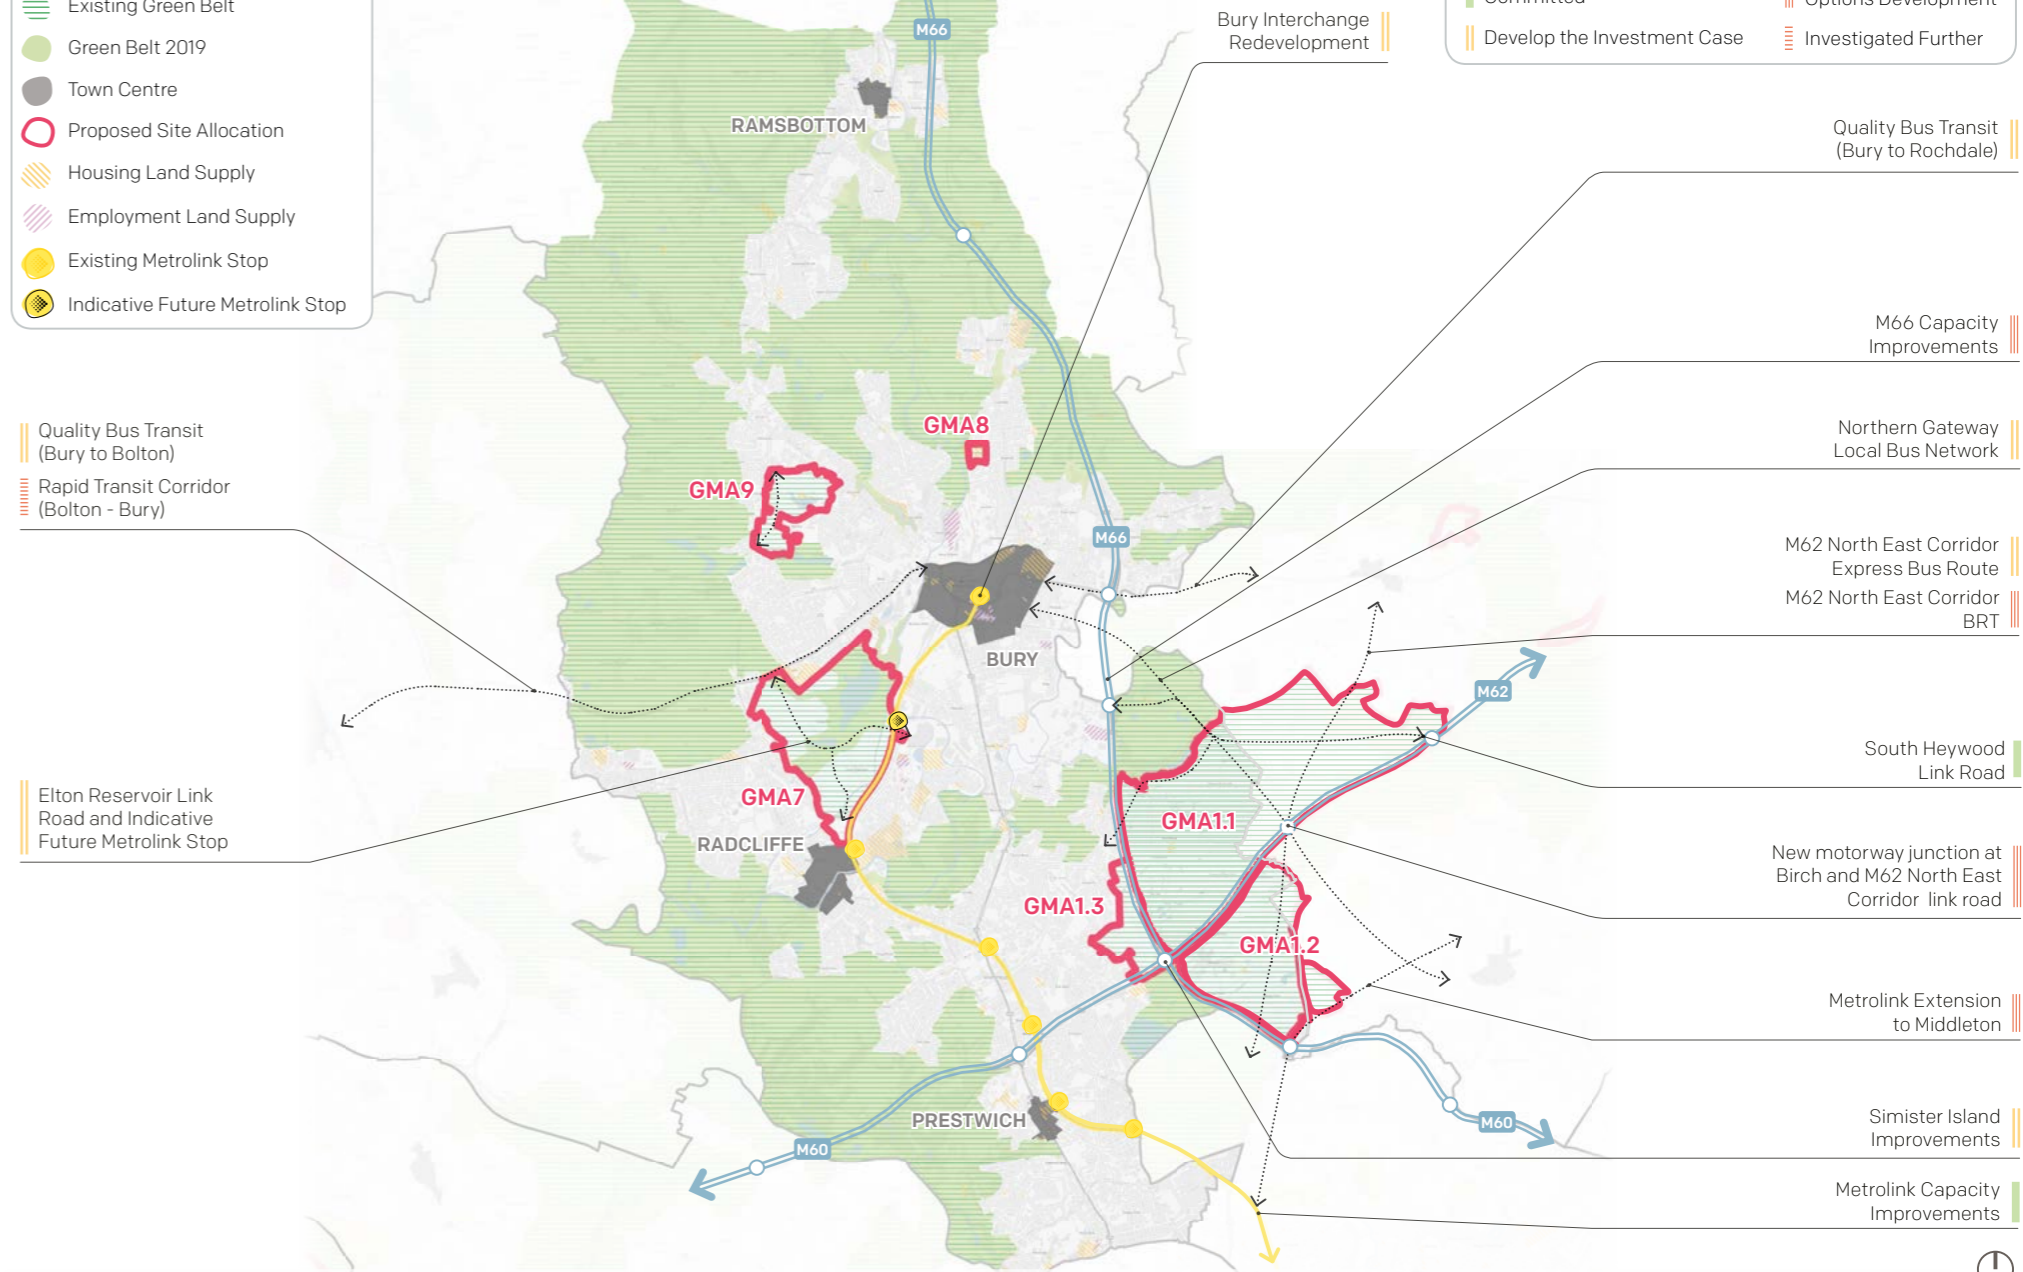 Existing Green Belt
Green Belt 2019
Town Centre
Proposed Site Allocation
Housing Land Supply
Employment Land Supply
Existing Metrolink Stop
Indicative Future Metrolink Stop
Committed
Options Development
Develop the Investment Case
Investigated Further
Bury Interchange
Redevelopment
Quality Bus Transit
(Bury to Rochdale)
M66 Capacity
Improvements
Northern Gateway
Local Bus Network
M62 North East Corridor
Express Bus Route
M62 North East Corridor
BRT
South Heywood
Link Road
New motorway junction at
Birch and M62 North East
Corridor link road
Metrolink Extension
to Middleton
Simister Island
Improvements
Metrolink Capacity
Improvements
Quality Bus Transit
(Bury to Bolton)
Rapid Transit Corridor
(Bolton - Bury)
Elton Reservoir Link
Road and Indicative
Future Metrolink Stop
M66
RAMSBOTTOM
GMA8
GMA9
M66
BURY
M62
GMA7
GMA1.1
RADCLIFFE
GMA1.3
GMA1.2
PRESTWICH
M60
M60